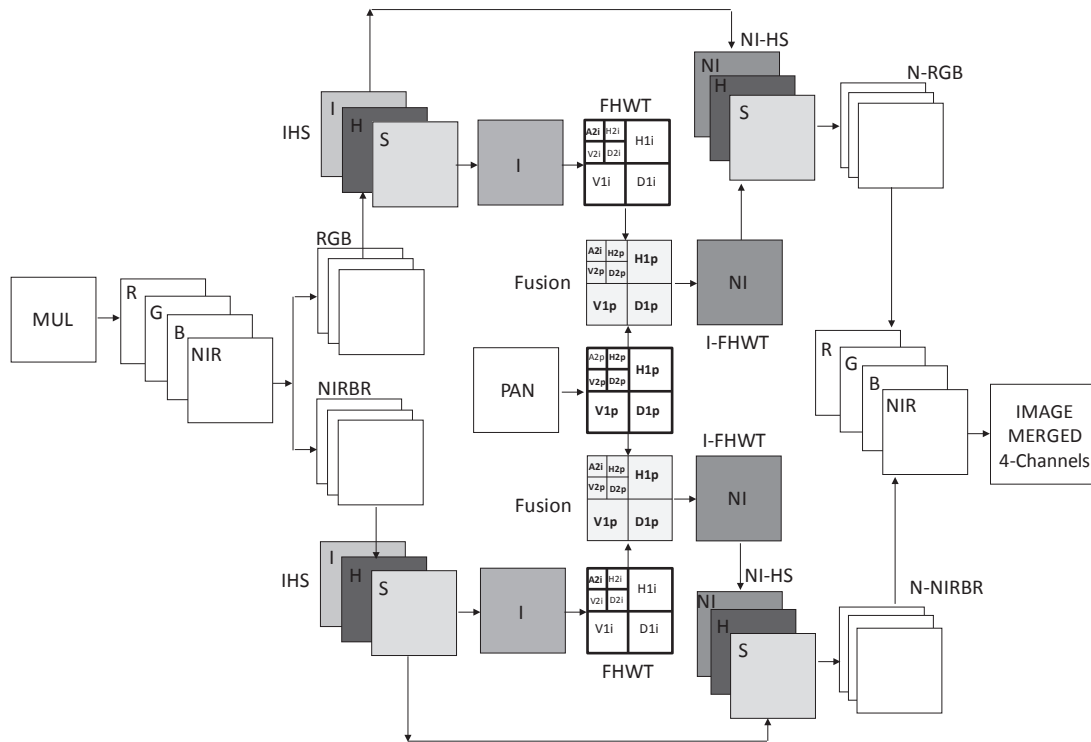 NI-HS
NI
H
S
N-RGB
FHWT
I
H
S
IHS
I
A2i H2i
V2i D2i
H1i
V1i D1i
RGB
A2i H2p
V2p D2p
H1p
V1p D1p
Fusion
NI
I-FHWT
MUL
R
G
B
NIR
NIRBR
PAN
A2p H2p
V2p D2p
H1p
V1p D1p
R
G
B
NIR
IMAGE
MERGED
4-Channels
I-FHWT
A2i H2p
V2p D2p
H1p
V1p D1p
Fusion
NI
I
H
S
IHS
I
A2i H2i
V2i D2i
H1i
V1i D1i
FHWT
NI-HS
NI
H
S
N-NIRBR